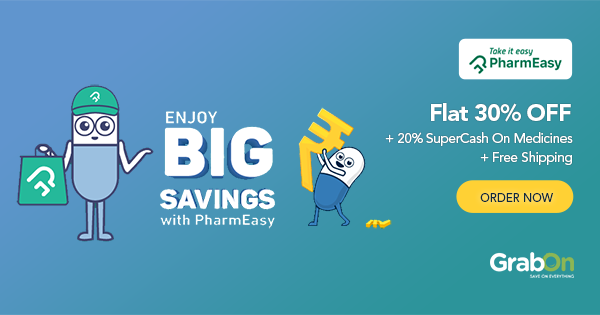 ENJOY
BIG
SAVINGS
with PharmEasy
₹
Take it easy
PharmEasy
Flat 30% OFF
+ 20% SuperCash On Medicines
+ Free Shipping
ORDER NOW
GrabOn
SAVE ON EVERYTHING